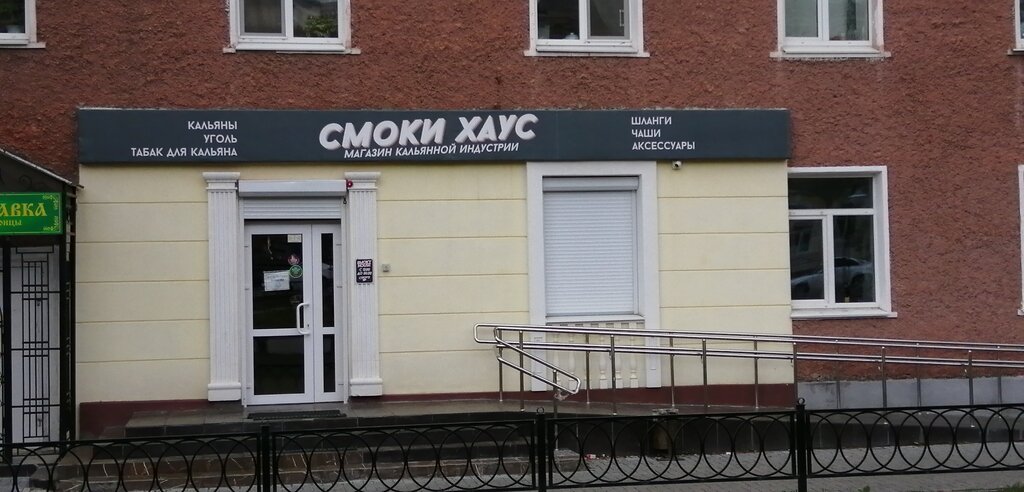 КАЛЬЯНЫ
УГОЛЬ
ТАБАК ДЛЯ КАЛЬЯНА
СМОКИ ХАУС
МАГАЗИН КАЛЬЯННОЙ ИНДУСТРИИ
ШЛАНГИ
ЧАШИ
АКСЕССУАРЫ
АВКА